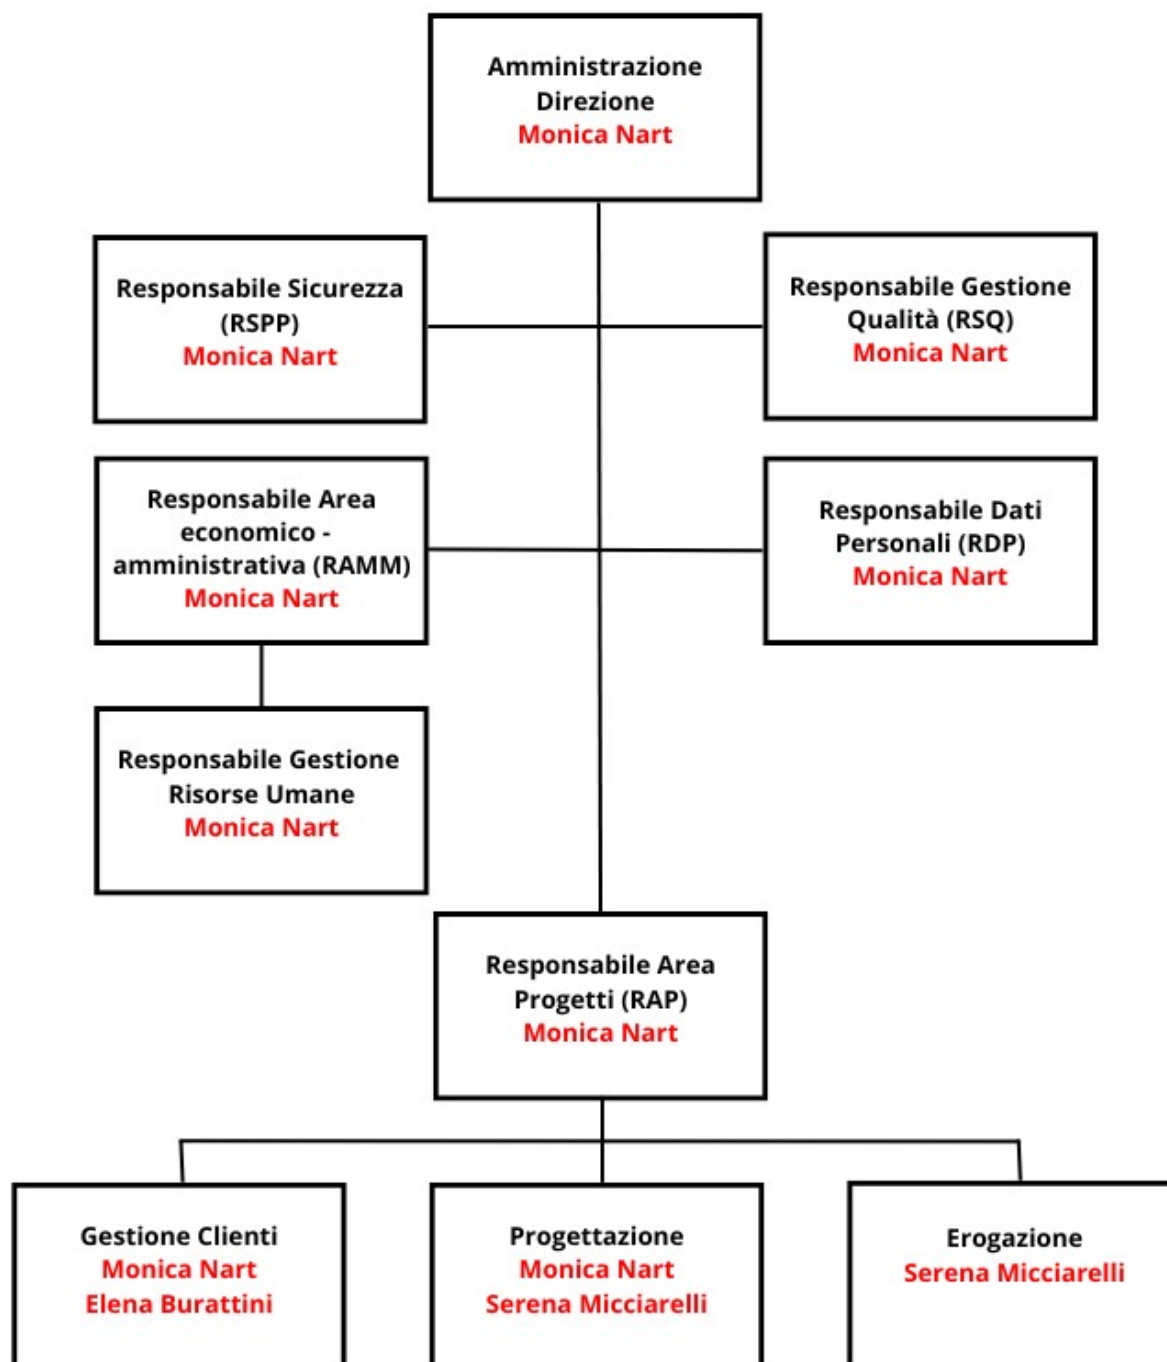 Amministrazione
Direzione
Monica Nart
Responsabile Sicurezza
(RSPP)
Monica Nart
Responsabile Gestione
Qualità (RSQ)
Monica Nart
Responsabile Area
economico -
amministrativa (RAMM)
Monica Nart
Responsabile Dati
Personali (RDP)
Monica Nart
Responsabile Gestione
Risorse Umane
Monica Nart
Responsabile Area
Progetti (RAP)
Monica Nart
Gestione Clienti
Monica Nart
Elena Burattini
Progettazione
Monica Nart
Serena Micciarelli
Erogazione
Serena Micciarelli